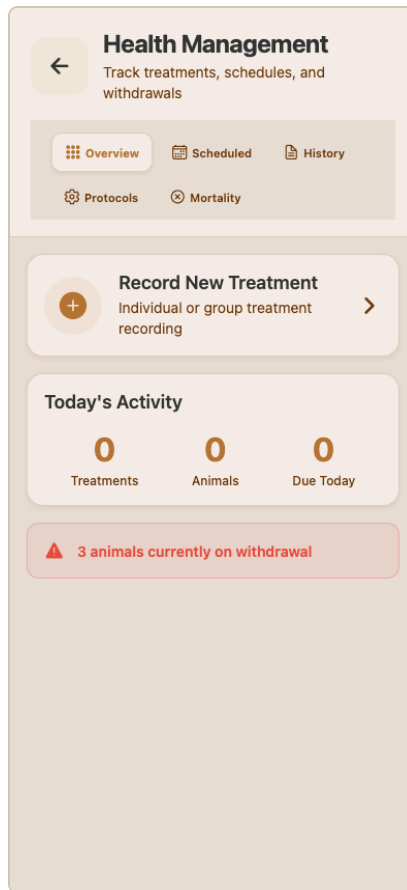 Health Management
Track treatments, schedules, and
withdrawals
Overview
Scheduled
History
Protocols
Mortality
Record New Treatment
Individual or group treatment
recording
Today's Activity
0
0
0
Treatments
Animals
Due Today
3 animals currently on withdrawal